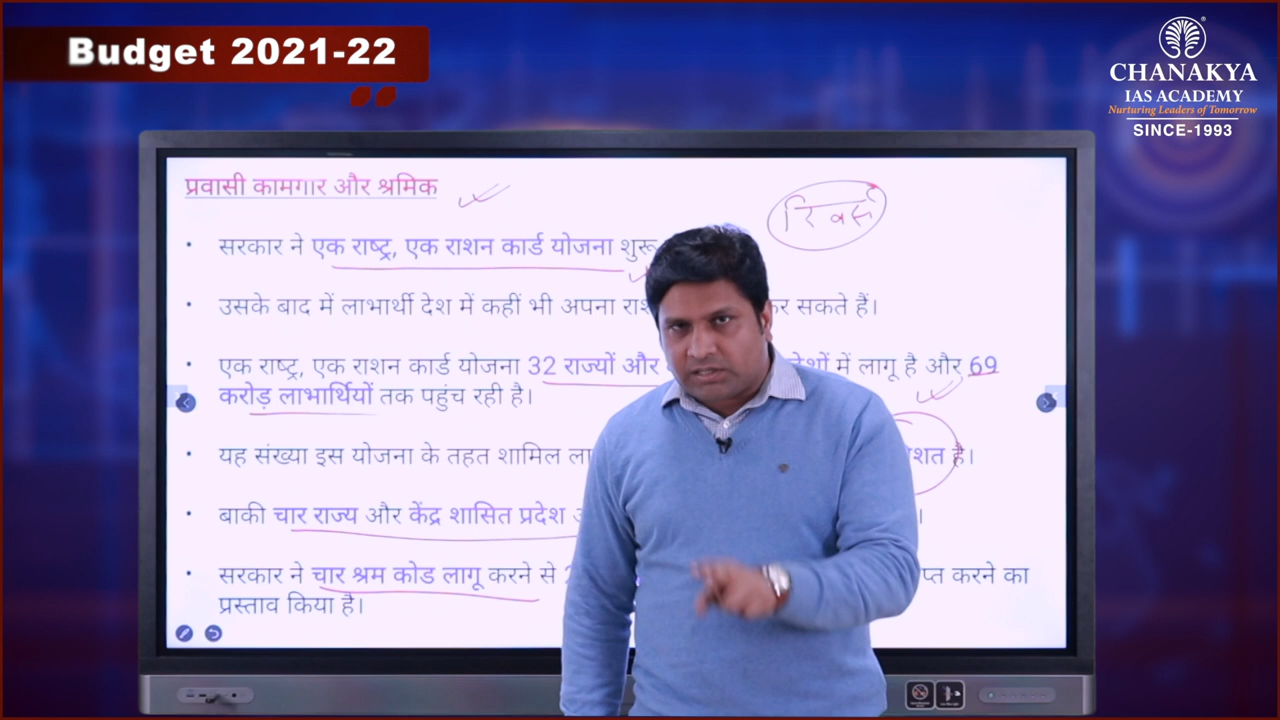 Budget 2021-22
CHANAKYA
IAS ACADEMY
Nurturing Leaders of Tomorrow
SINCE-1993
प्रवासी कामगार और श्रमिक
रिवर्स
• सरकार ने एक राष्ट्र, एक राशन कार्ड योजना शुरू
• उसके बाद में लाभार्थी देश में कहीं भी अपना कर सकते हैं।
• एक राष्ट्र, एक राशन कार्ड योजना 32 राज्यों और में लागू है और 69
करोड़ लाभार्थियों तक पहुंच रही है।
• यह संख्या इस योजना के तहत शामिल है।
• बाकी चार राज्य और केंद्र शासित प्रदेश
• सरकार ने चार श्रम कोड लागू करने से करने का
प्रस्ताव किया है।